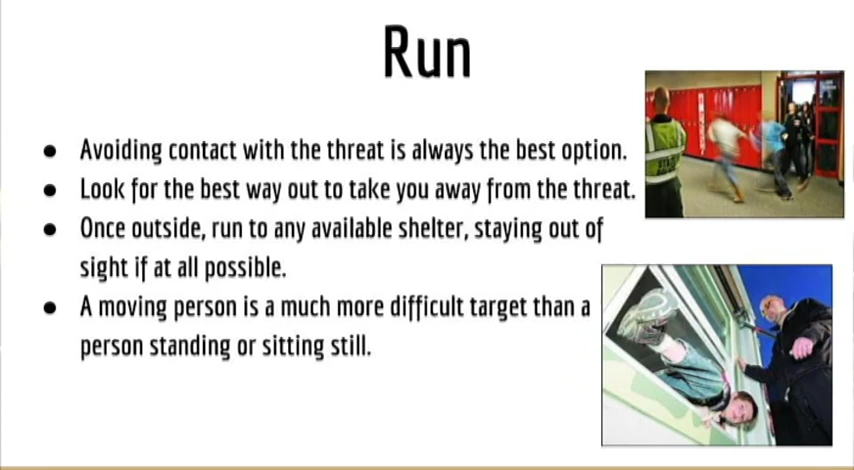 Run
● Avoiding contact with the threat is always the best option.
● Look for the best way out to take you away from the threat.
● Once outside, run to any available shelter, staying out of
sight if at all possible.
● A moving person is a much more difficult target than a
person standing or sitting still.